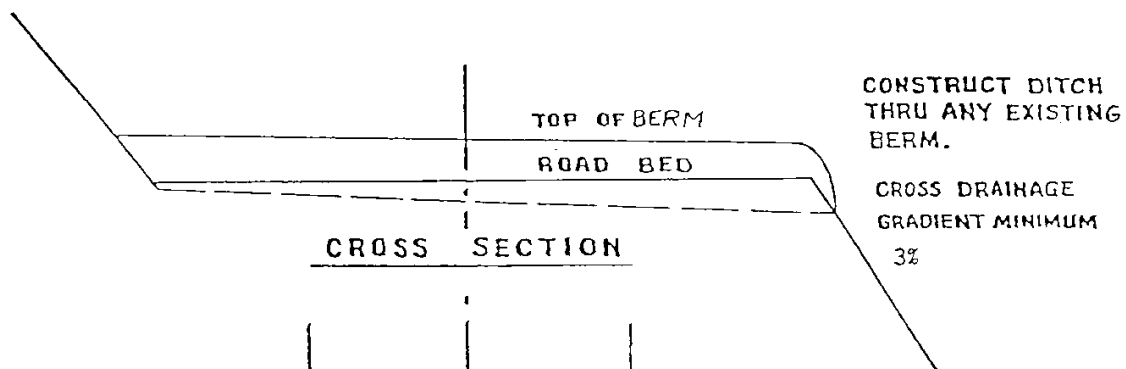 TOP OF BERM
ROAD BED
CONSTRUCT DITCH
THRU ANY EXISTING
BERM.
CROSS DRAINAGE
GRADIENT MINIMUM
3%
CROSS SECTION